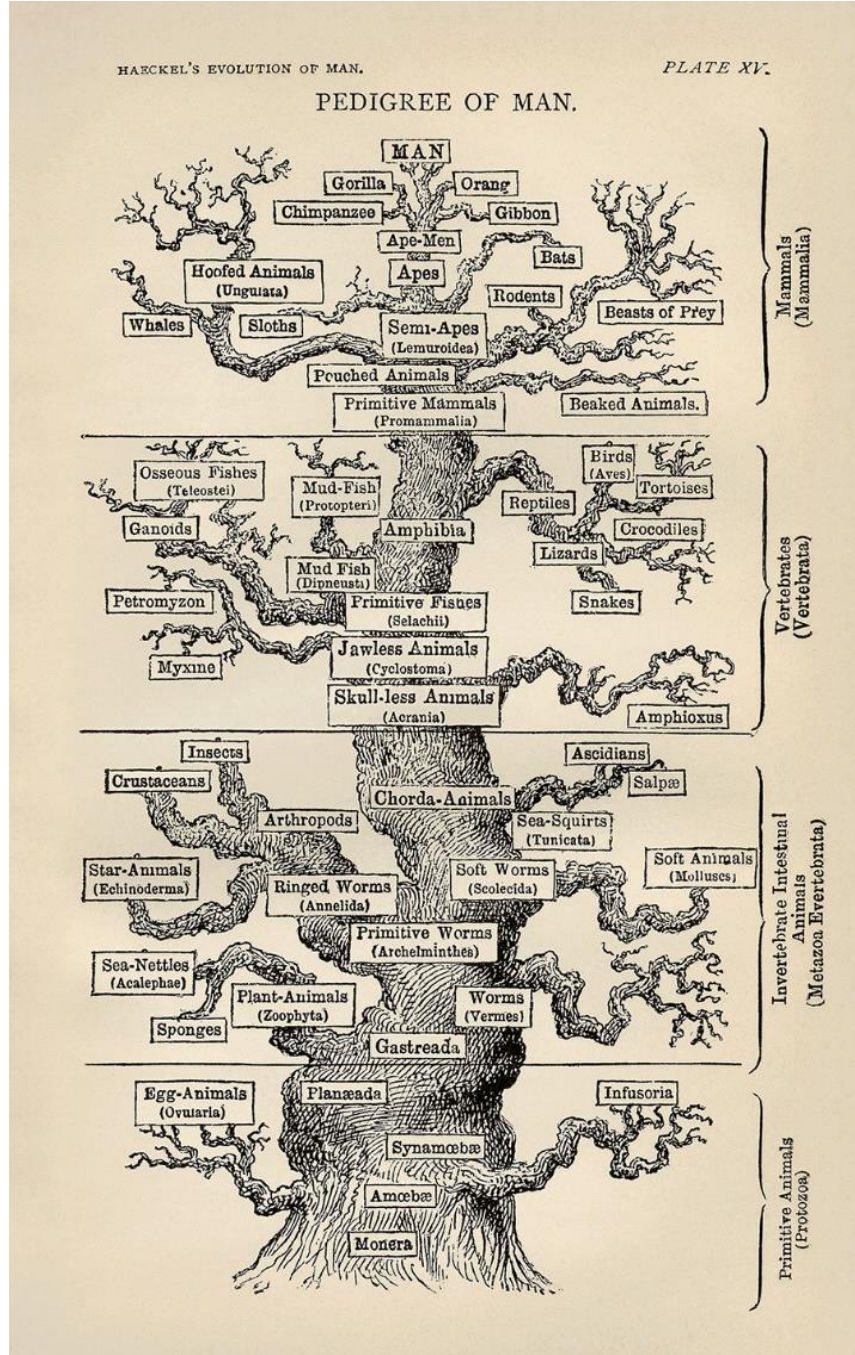 HAECKEL'S EVOLUTION OF MAN.
PLATE XV.
PEDIGREE OF MAN.
MAN
Gorilla
Orang
Chimpanzee
Gibbon
Ape-Men
Bats
Hoofed Animals
(Ungulata)
Apes
Rodents
Beasts of Prey
Whales
Sloths
Semi-Apes
(Lemuroidea)
Pouched Animals
Primitive Mammals
(Promammalia)
Beaked Animals.
Mammals
(Mammalia)
Osseous Fishes
(Teleostei)
Mud-Fish
(Protopteri)
Birds
(Aves)
Tortoises
Reptiles
Ganoids
Amphibia
Crocodiles
Lizards
Mud Fish
(Dipneusti)
Petromyzon
Primitive Fishes
(Selachii)
Snakes
Myxine
Jawless Animals
(Cyclostoma)
Skull-less Animals
(Acrania)
Amphioxus
Vertebrates
(Vertebrata)
Insects
Ascidians
Crustaceans
Salpæ
Chorda-Animals
Arthropods
Sea-Squirts
(Tunicata)
Star-Animals
(Echinoderma)
Ringed Worms
(Annelida)
Soft Worms
(Scolecida)
Soft Animals
(Molluscs)
Primitive Worms
(Archelminthes)
Sea-Nettles
(Acalephae)
Plant-Animals
(Zoophyta)
Worms
(Vermes)
Sponges
Gastreada
Invertebrate Intestinal
Animals
(Metazoa Evertebrata)
Egg-Animals
(Ovularia)
Planæada
Infusoria
Synamœbæ
Amœbæ
Monera
Primitive Animals
(Protozoa)